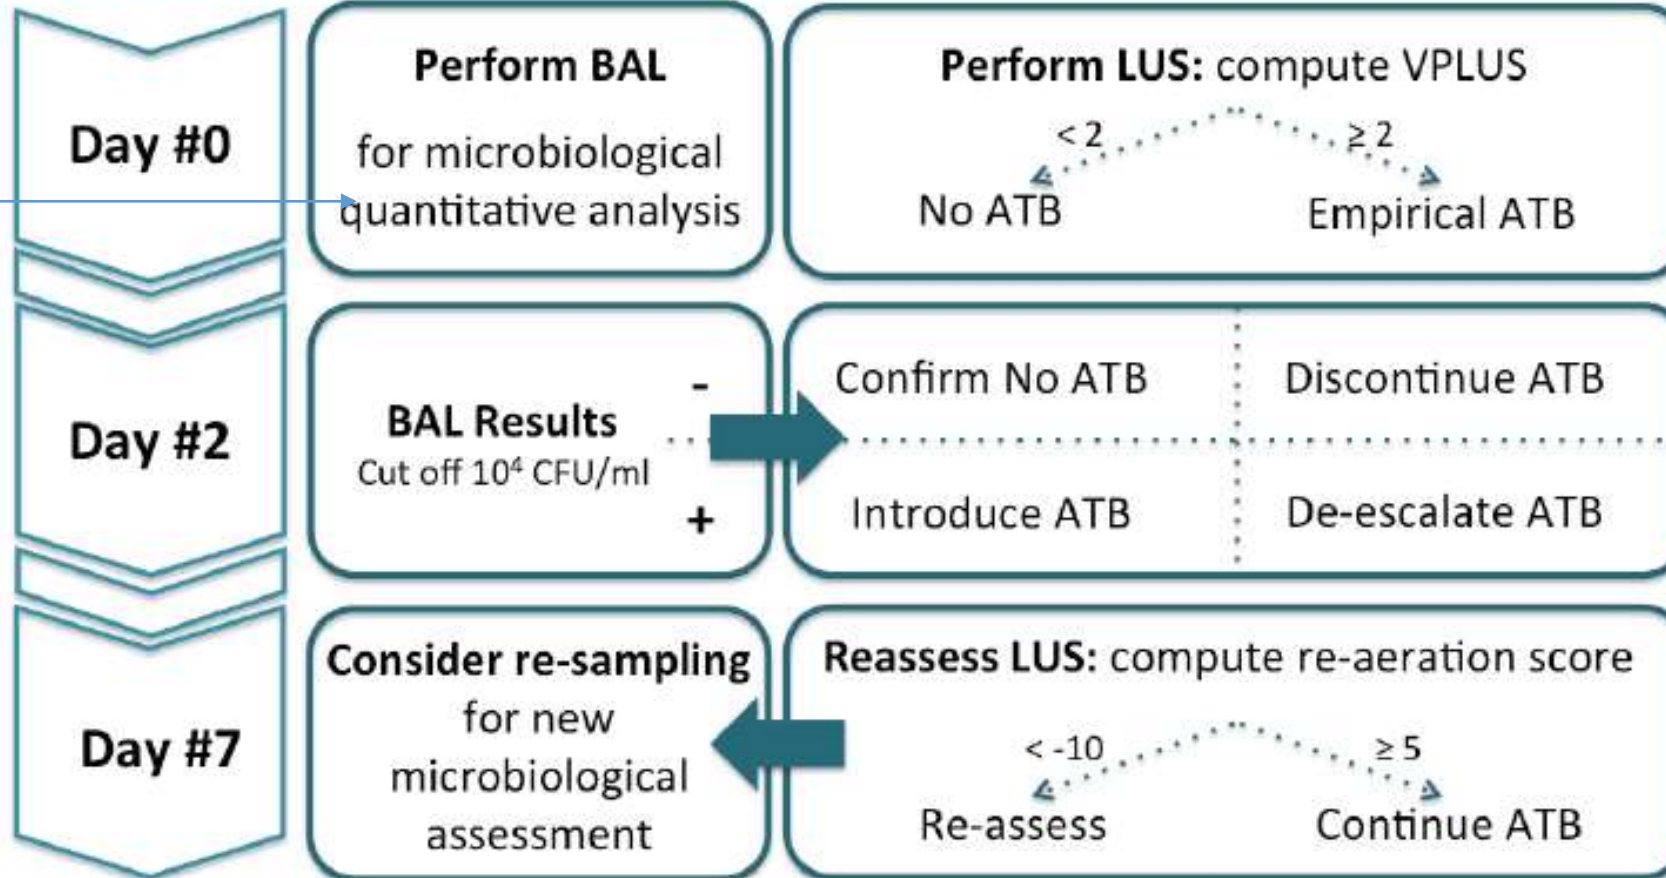 Day #0
Perform BAL
for microbiological
quantitative analysis
Perform LUS: compute VPLUS
< 2
≥ 2
No ATB
Empirical ATB
Day #2
BAL Results
Cut off 10⁴ CFU/ml
-
+
Confirm No ATB
Discontinue ATB
Introduce ATB
De-escalate ATB
Day #7
Consider re-sampling
for new
microbiological
assessment
Reassess LUS: compute re-aeration score
< -10
≥ 5
Re-assess
Continue ATB